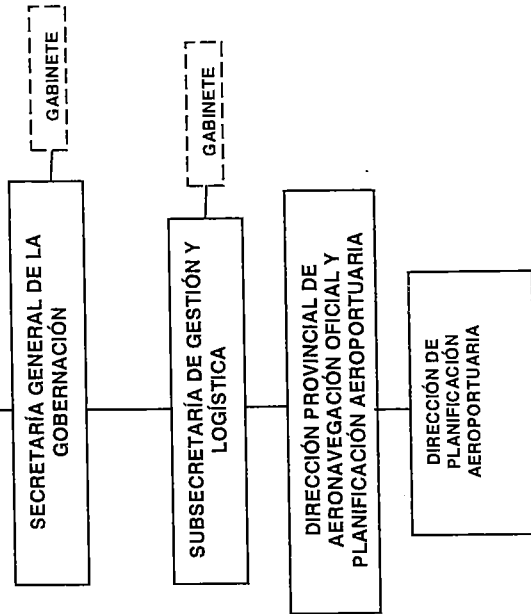 SECRETARÍA GENERAL DE LA
GOBERNACIÓN
GABINETE
SUBSECRETARÍA DE GESTIÓN Y
LOGÍSTICA
GABINETE
DIRECCIÓN PROVINCIAL DE
AERONAVEGACIÓN OFICIAL Y
PLANIFICACIÓN AEROPORTUARIA
DIRECCIÓN DE
PLANIFICACIÓN
AEROPORTUARIA